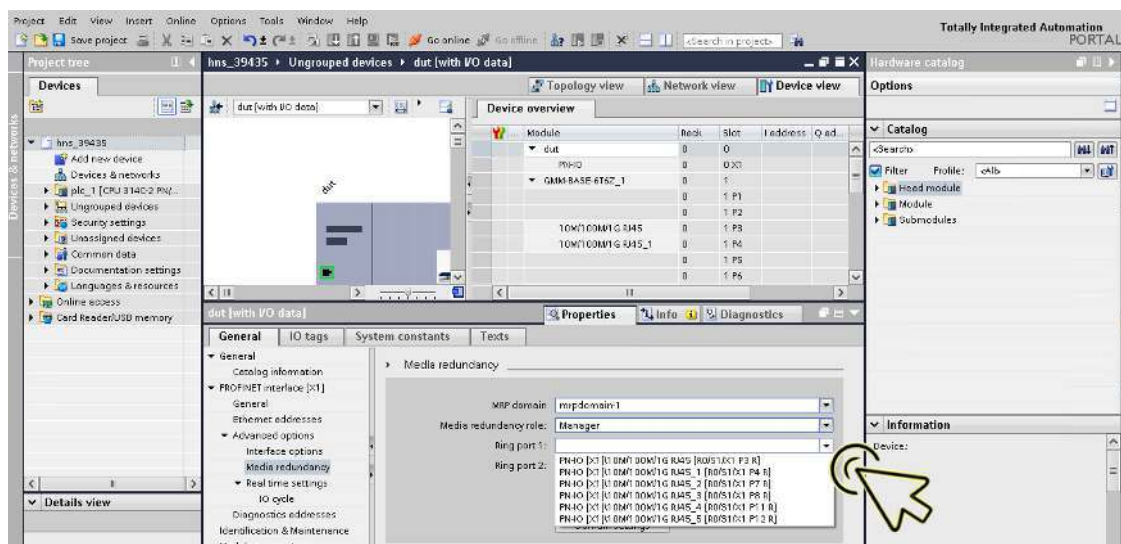 Project Edit View Insert Online Options Tools Window Help
Save project Go online Go offline <Search in project>
Totally Integrated Automation
PORTAL
Project tree
Devices
Devices & networks
hns_39435
Add new device
Devices & networks
plc_1 [CPU 314C-2 PN/...
Ungrouped devices
Security settings
Unassigned devices
Common data
Documentation settings
Languages & resources
Online access
Card Reader/USB memory
Details view
hns_39435 Ungrouped devices dut [with I/O data]
Topology view Network view Device view
dut [with I/O data]
dut
Device overview
Module Rack Slot I address Q ad...
dut 0 0
PN-IO 0 0 X1
GMM-BASE-6T6Z_1 0 1
0 1 P1
0 1 P2
10M/100M/1G RJ45 0 1 P3
10M/100M/1G RJ45_1 0 1 P4
0 1 P5
0 1 P6
dut [with I/O data]
Properties Info Diagnostics
General IO tags System constants Texts
General
Catalog information
PROFINET interface [X1]
General
Ethernet addresses
Advanced options
Interface options
Media redundancy
Real time settings
IO cycle
Diagnostics addresses
Identification & Maintenance
Media redundancy
MRP domain mrpdomain-1
Media redundancy role: Manager
Ring port 1:
Ring port 2:
PN-IO [X1]\10M/100M/1G RJ45 [R0/S1/X1 P3 R]
PN-IO [X1]\10M/100M/1G RJ45_1 [R0/S1/X1 P4 R]
PN-IO [X1]\10M/100M/1G RJ45_2 [R0/S1/X1 P7 R]
PN-IO [X1]\10M/100M/1G RJ45_3 [R0/S1/X1 P8 R]
PN-IO [X1]\10M/100M/1G RJ45_4 [R0/S1/X1 P11 R]
PN-IO [X1]\10M/100M/1G RJ45_5 [R0/S1/X1 P12 R]
Hardware catalog
Options
Catalog
<Search>
Filter Profile: <All>
Head module
Module
Submodules
Information
Device: